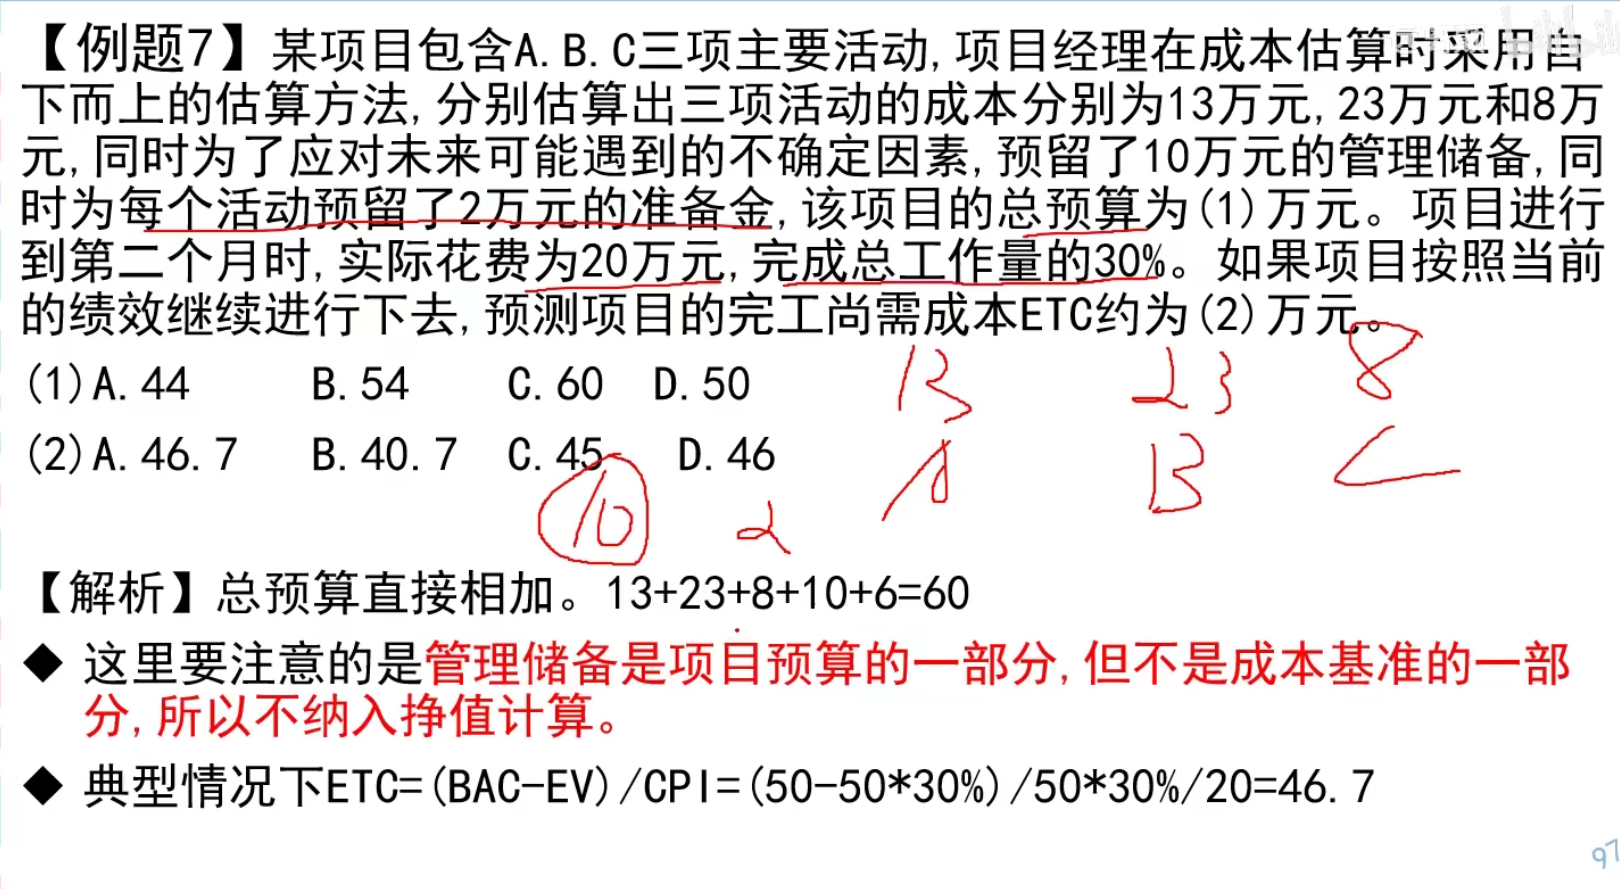 【例题7】某项目包含A.B.C三项主要活动,项目经理在成本估算时采用自
下而上的估算方法,分别估算出三项活动的成本分别为13万元,23万元和8万
元,同时为了应对未来可能遇到的不确定因素,预留了10万元的管理储备,同
时为每个活动预留了2万元的准备金,该项目的总预算为(1)万元。项目进行
到第二个月时,实际花费为20万元,完成总工作量的30%。如果项目按照当前
的绩效继续进行下去,预测项目的完工尚需成本ETC约为(2)万元。
(1)A.44 B.54 C.60 D.50
13 23 8
(2)A.46.7 B.40.7 C.45 D.46
A B C
10 2
【解析】总预算直接相加。13+23+8+10+6=60
◆ 这里要注意的是管理储备是项目预算的一部分,但不是成本基准的一部
分,所以不纳入挣值计算。
◆ 典型情况下ETC=(BAC-EV)/CPI=(50-50*30%)/50*30%/20=46.7
97